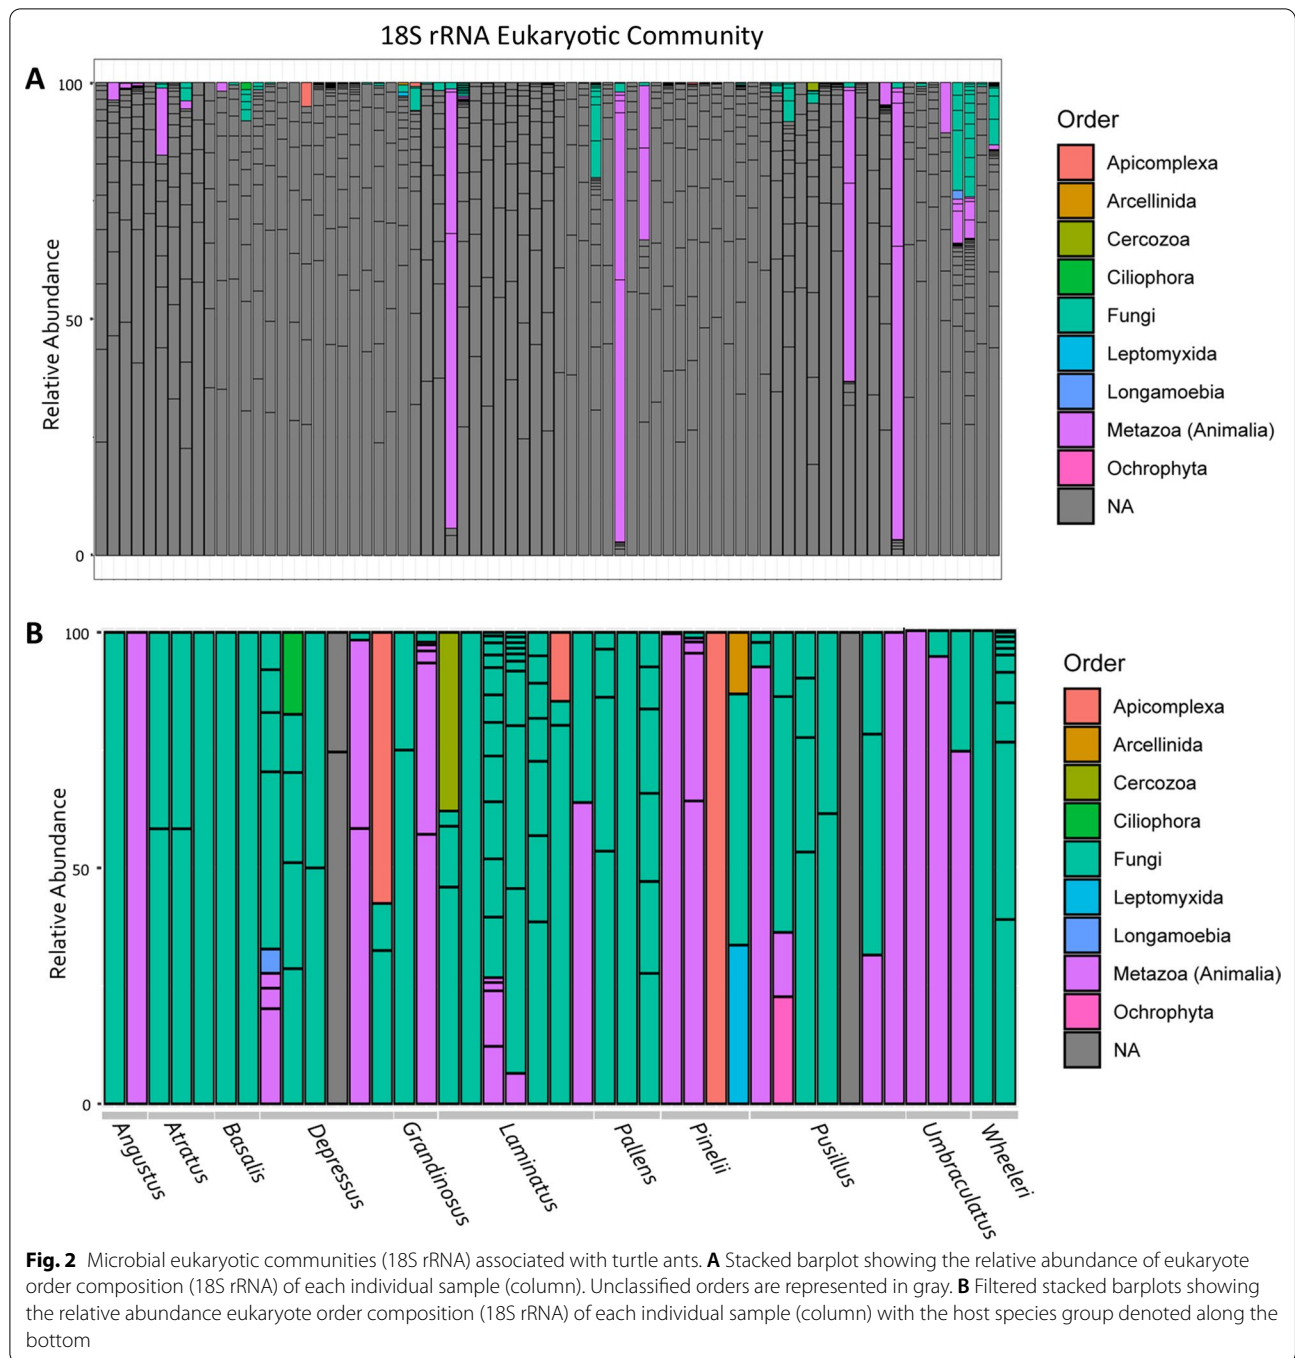 18S rRNA Eukaryotic Community
A
100
50
0
Relative Abundance
Order
Apicomplexa
Arcellinida
Cercozoa
Ciliophora
Fungi
Leptomyxida
Longamoebia
Metazoa (Animalia)
Ochrophyta
NA
B
100
50
0
Relative Abundance
Order
Apicomplexa
Arcellinida
Cercozoa
Ciliophora
Fungi
Leptomyxida
Longamoebia
Metazoa (Animalia)
Ochrophyta
NA
Angustus
Atratus
Basalis
Depressus
Grandinosus
Laminatus
Pallens
Pinelii
Pusillus
Umbraculatus
Wheeleri
Fig. 2 Microbial eukaryotic communities (18S rRNA) associated with turtle ants. A Stacked barplot showing the relative abundance of eukaryote
order composition (18S rRNA) of each individual sample (column). Unclassified orders are represented in gray. B Filtered stacked barplots showing
the relative abundance eukaryote order composition (18S rRNA) of each individual sample (column) with the host species group denoted along the
bottom